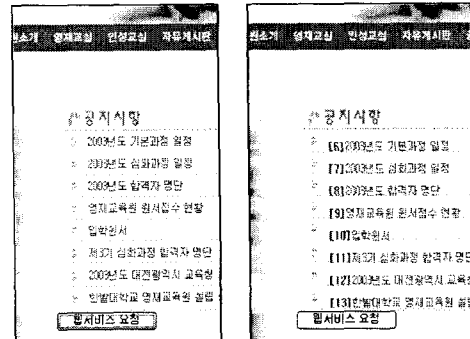 원소개 영재교실 인성교실 자유게시판
공지사항
2003년도 기본과정 일정
2003년도 심화과정 일정
2003년도 합격자 명단
영재교육원 원서접수 현황
입학원서
제3기 심화과정 합격자 명단
2003년도 대전광역시 교육청
한밭대학교 영재교육원 설립
웹서비스 요청
원소개 영재교실 인성교실 자유게시판
공지사항
[6]2003년도 기본과정 일정
[7]2003년도 심화과정 일정
[8]2003년도 합격자 명단
[9]영재교육원 원서접수 현황
[10]입학원서
[11]제3기 심화과정 합격자 명단
[12]2003년도 대전광역시 교육청
[13]한밭대학교 영재교육원 설립
웹서비스 요청